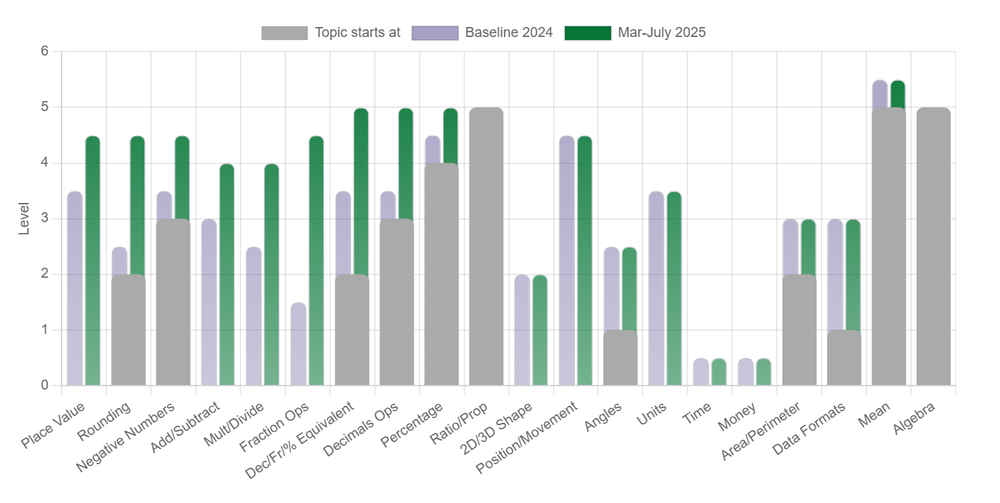 Topic starts at
Baseline 2024
Mar-July 2025
6
5
4
3
2
1
0
Level
Place Value
Rounding
Negative Numbers
Add/Subtract
Mult/Divide
Fraction Ops
Dec/Fr/% Equivalent
Decimals Ops
Percentage
Ratio/Prop
2D/3D Shape
Position/Movement
Angles
Units
Time
Money
Area/Perimeter
Data Formats
Mean
Algebra